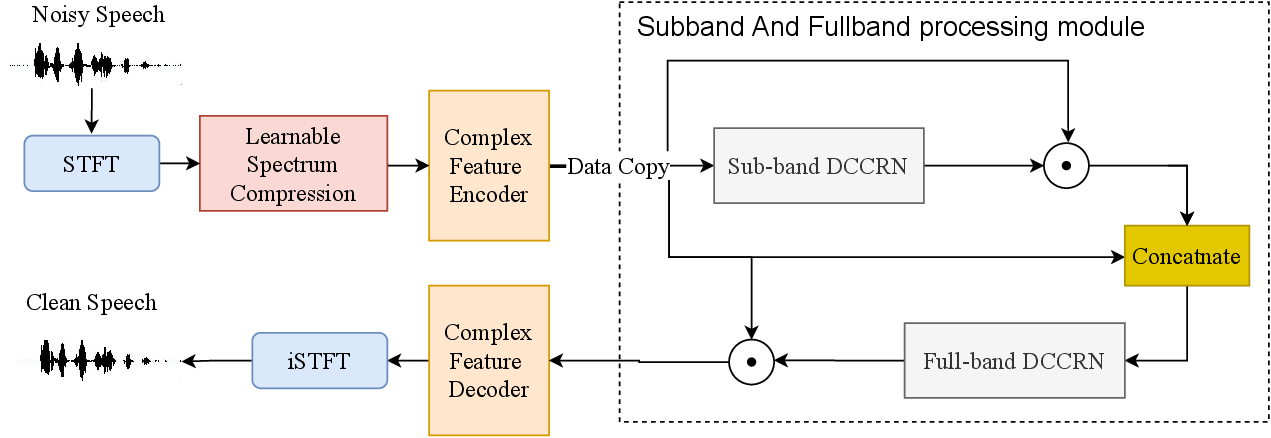 Noisy Speech
Subband And Fullband processing module
STFT
Learnable
Spectrum
Compression
Complex
Feature
Encoder
Data Copy
Sub-band DCCRN
Concatnate
Clean Speech
iSTFT
Complex
Feature
Decoder
Full-band DCCRN